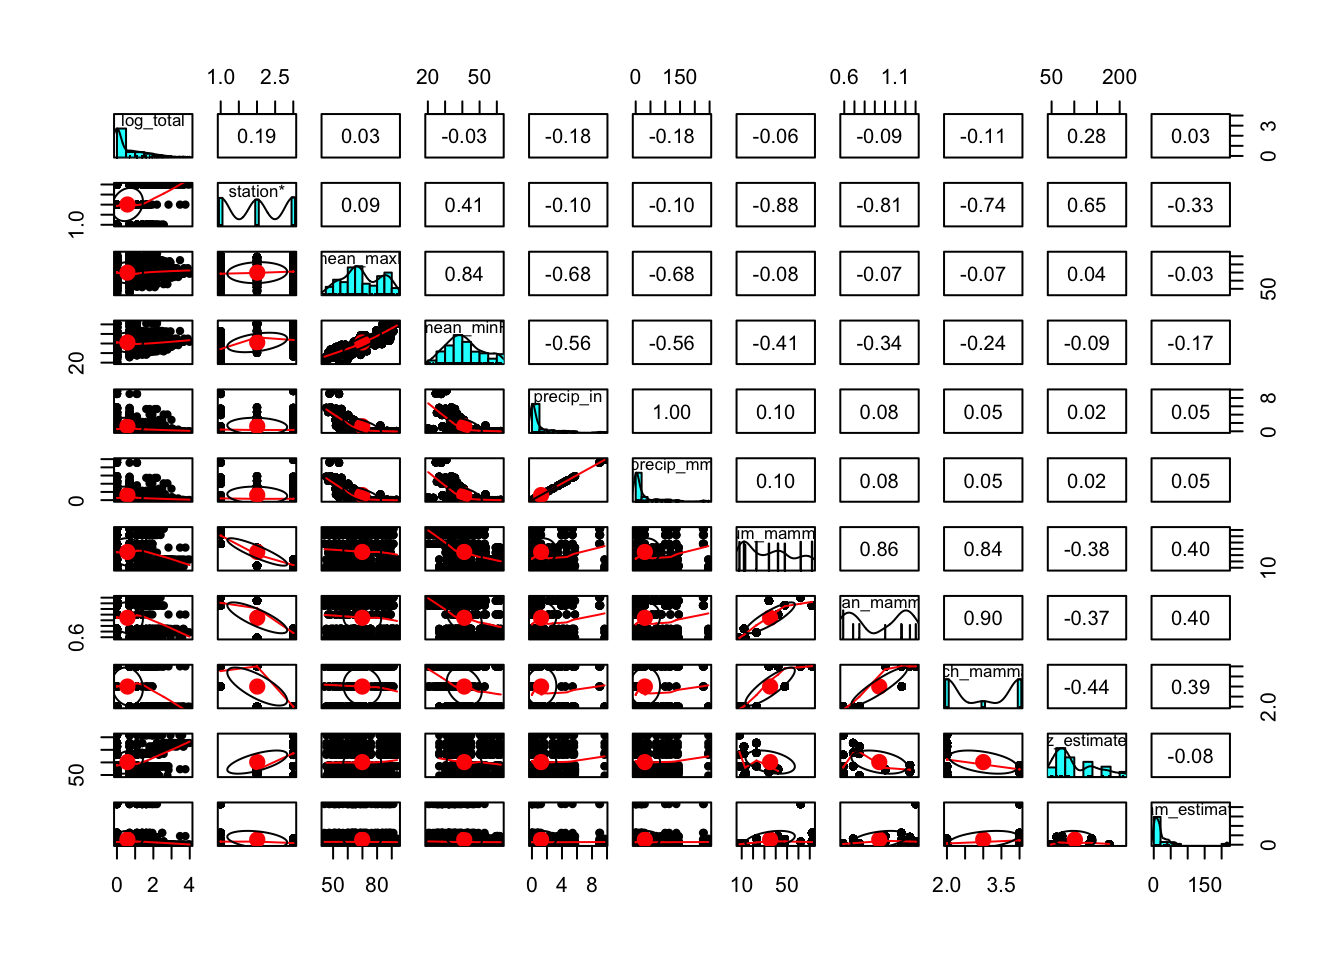 1.0 2.5 20 50 0 150 0.6 1.1 50 200
log_total 0.19 0.03 -0.03 -0.18 -0.18 -0.06 -0.09 -0.11 0.28 0.03 0 3
1.0 station* 0.09 0.41 -0.10 -0.10 -0.88 -0.81 -0.74 0.65 -0.33
mean_max 0.84 -0.68 -0.68 -0.08 -0.07 -0.07 0.04 -0.03 50
20 mean_minF -0.56 -0.56 -0.41 -0.34 -0.24 -0.09 -0.17
precip_in 1.00 0.10 0.08 0.05 0.02 0.05 0 8
0 precip_mm 0.10 0.08 0.05 0.02 0.05
m_mamm 0.86 0.84 -0.38 0.40 10
0.6 an_mamm 0.90 -0.37 0.40
ch_mamm -0.44 0.39 2.0
50 z_estimate -0.08
m_estimat 0
0 2 4 50 80 0 4 8 10 50 2.0 3.5 0 150